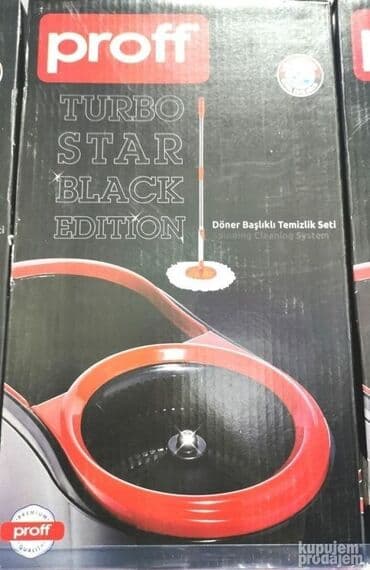 proff
TURBO
STAR
BLACK
EDITION
Döner Başlıklı Temizlik Seti
Spinning Cleaning System
PREMIUM
proff
QUALITY
kupujem
prodajem